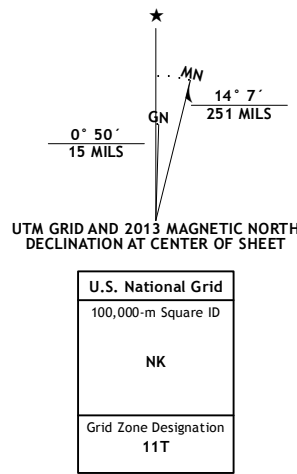 ★
MN
GN
14° 7´
251 MILS
0° 50´
15 MILS
UTM GRID AND 2013 MAGNETIC NORTH
DECLINATION AT CENTER OF SHEET
U.S. National Grid
100,000-m Square ID
NK
Grid Zone Designation
11T